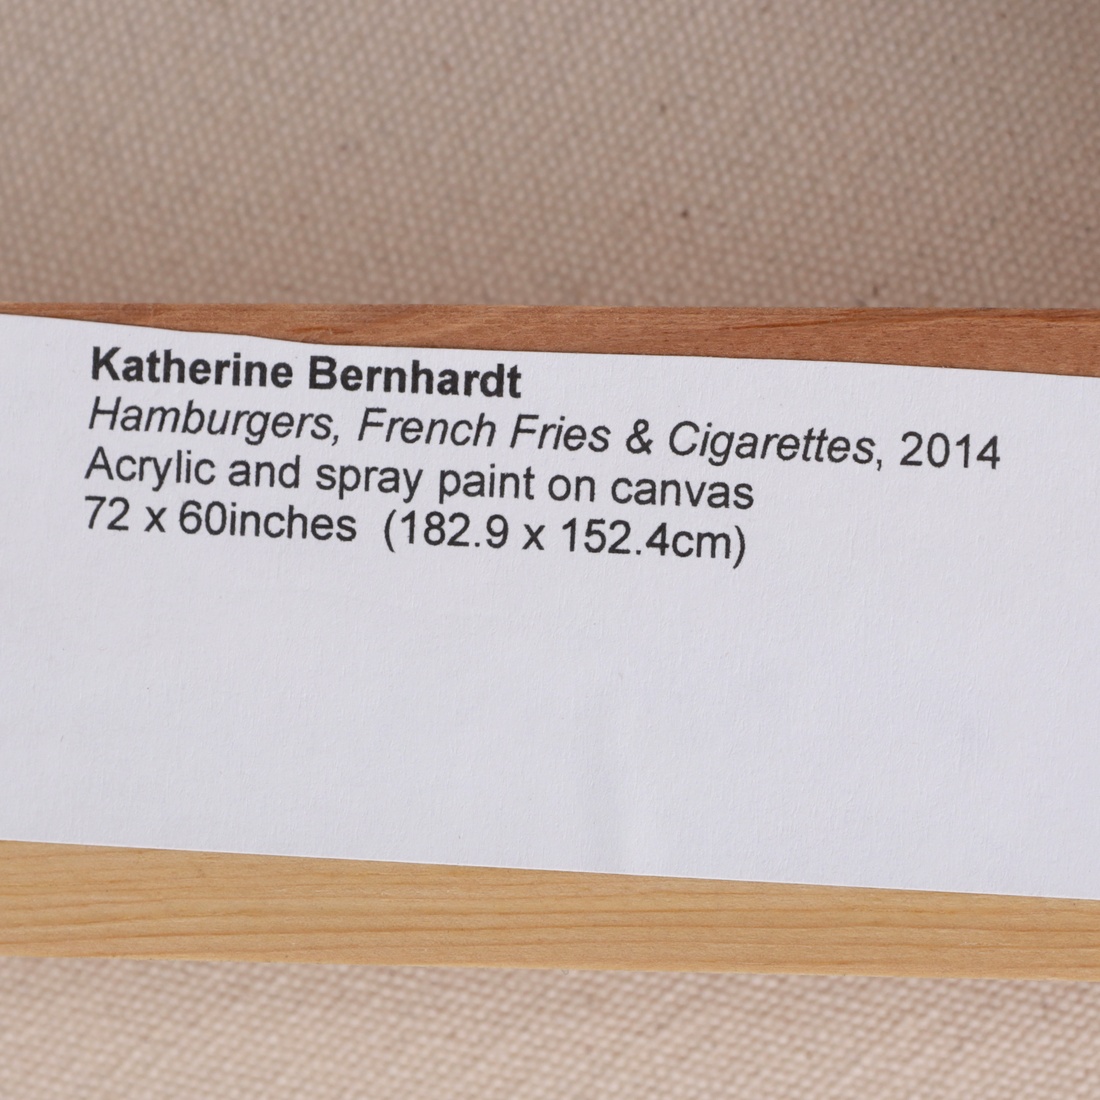 Katherine Bernhardt
Hamburgers, French Fries & Cigarettes, 2014
Acrylic and spray paint on canvas
72 x 60inches (182.9 x 152.4cm)